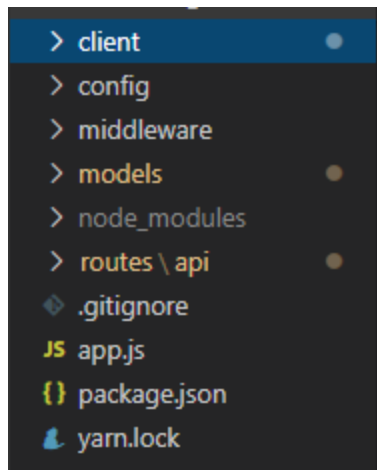 client
config
middleware
models
node_modules
routes \ api
.gitignore
JS app.js
{} package.json
yarn.lock